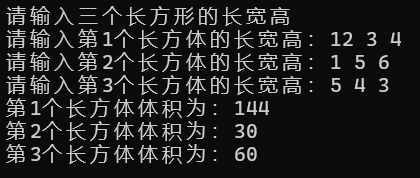 请输入三个长方形的长宽高
请输入第1个长方体的长宽高：12 3 4
请输入第2个长方体的长宽高：1 5 6
请输入第3个长方体的长宽高：5 4 3
第1个长方体体积为：144
第2个长方体体积为：30
第3个长方体体积为：60